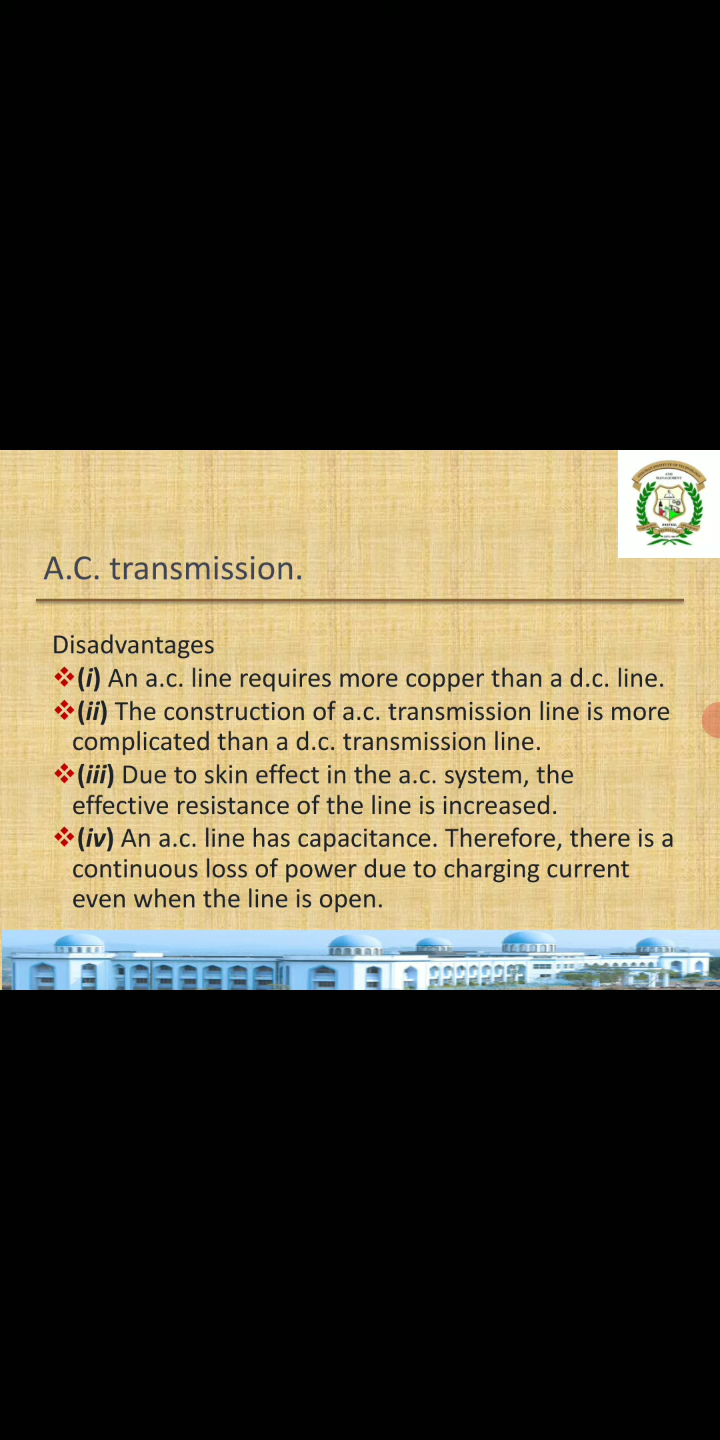 MANAGEMENT
A.C. transmission.
Disadvantages
❖(i) An a.c. line requires more copper than a d.c. line.
❖(ii) The construction of a.c. transmission line is more
complicated than a d.c. transmission line.
❖(iii) Due to skin effect in the a.c. system, the
effective resistance of the line is increased.
❖(iv) An a.c. line has capacitance. Therefore, there is a
continuous loss of power due to charging current
even when the line is open.